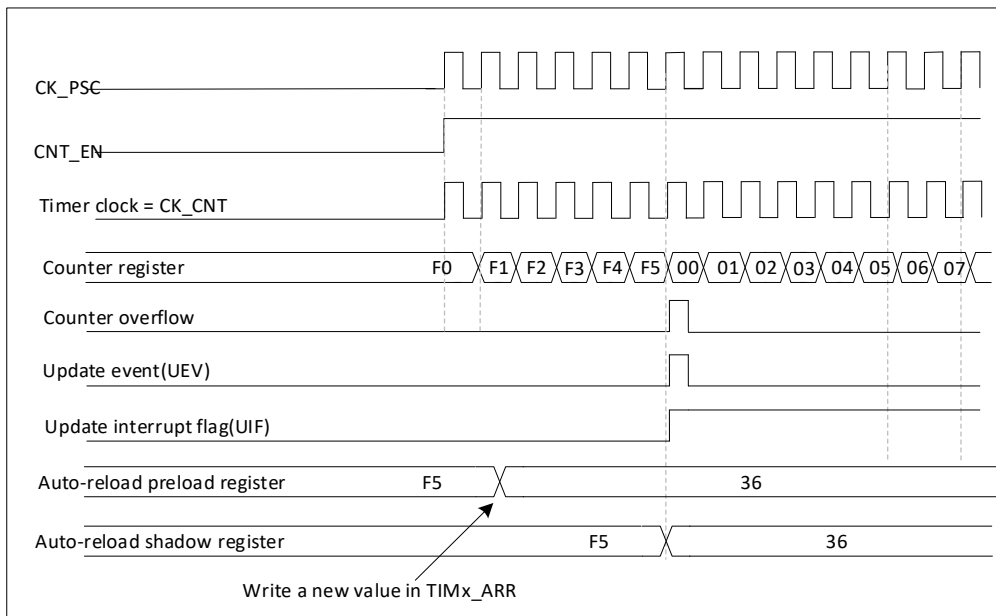 CK_PSC
CNT_EN
Timer clock = CK_CNT
Counter register F0 F1 F2 F3 F4 F5 00 01 02 03 04 05 06 07
Counter overflow
Update event(UEV)
Update interrupt flag(UIF)
Auto-reload preload register F5 36
Auto-reload shadow register F5 36
Write a new value in TIMx_ARR